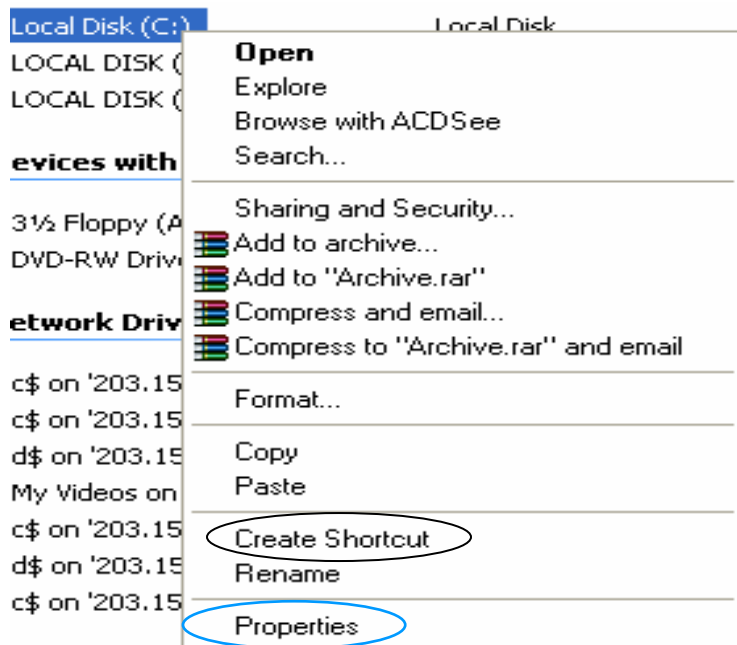 Local Disk (C:) Local Disk
LOCAL DISK (
LOCAL DISK (
evices with
3½ Floppy (A
DVD-RW Driv
etwork Driv
c$ on '203.15
c$ on '203.15
d$ on '203.15
My Videos on
c$ on '203.15
d$ on '203.15
c$ on '203.15
Open
Explore
Browse with ACDSee
Search...
Sharing and Security...
Add to archive...
Add to "Archive.rar"
Compress and email...
Compress to "Archive.rar" and email
Format...
Copy
Paste
Create Shortcut
Rename
Properties